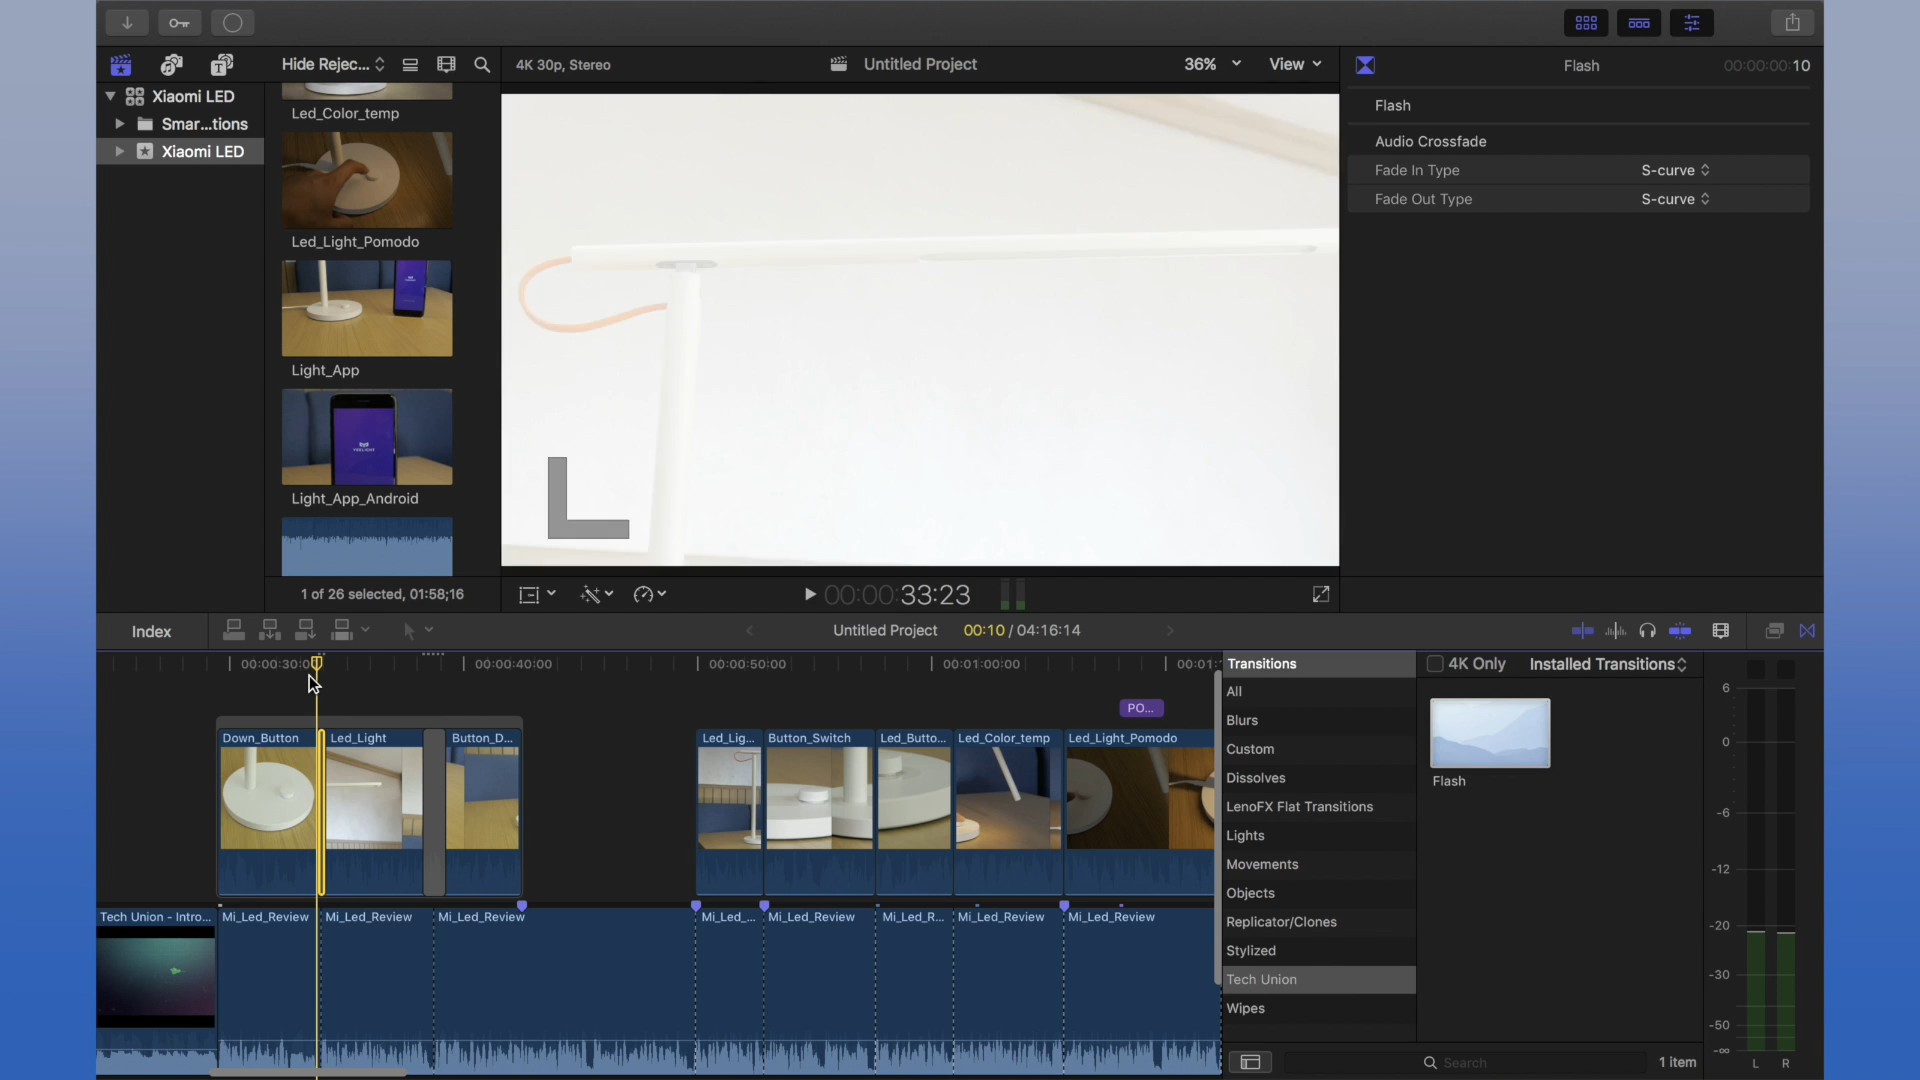 Hide Rejec...
4K 30p, Stereo
Untitled Project
36%
View
Flash
00:00:00:10
Xiaomi LED
Smar...tions
Xiaomi LED
Led_Color_temp
Led_Light_Pomodo
Light_App
Light_App_Android
Flash
Audio Crossfade
Fade In Type
S-curve
Fade Out Type
S-curve
1 of 26 selected, 01:58;16
00:00:33:23
Index
Untitled Project
00:10 / 04:16:14
00:00:30:0
00:00:40:00
00:00:50:00
00:01:00:00
00:01:
PO...
Down_Button
Led_Light
Button_D...
Led_Lig...
Button_Switch
Led_Butto...
Led_Color_temp
Led_Light_Pomodo
Tech Union - Intro...
Mi_Led_Review
Mi_Led_Review
Mi_Led_Review
Mi_Led_...
Mi_Led_Review
Mi_Led_R...
Mi_Led_Review
Mi_Led_Review
Transitions
All
Blurs
Custom
Dissolves
LenoFX Flat Transitions
Lights
Movements
Objects
Replicator/Clones
Stylized
Tech Union
Wipes
4K Only
Installed Transitions
Flash
Search
1 item
6
0
-6
-12
-20
-30
-50
-∞
L
R